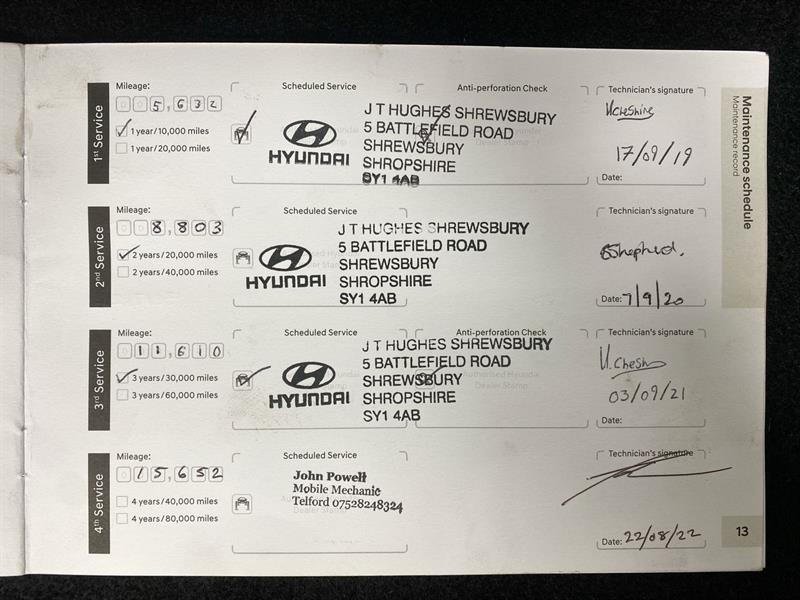 Maintenance schedule
Maintenance record
1st Service
Mileage:
5,632
1 year/10,000 miles
1 year/20,000 miles
Scheduled Service
Anti-perforation Check
HYUNDAI
J T HUGHES SHREWSBURY
5 BATTLEFIELD ROAD
SHREWSBURY
SHROPSHIRE
SY1 4AB
Technician's signature
17/09/19
Date:
2nd Service
Mileage:
8,803
2 years/20,000 miles
2 years/40,000 miles
Scheduled Service
HYUNDAI
J T HUGHES SHREWSBURY
5 BATTLEFIELD ROAD
SHREWSBURY
SHROPSHIRE
SY1 4AB
Technician's signature
Date: 7/9/20
3rd Service
Mileage:
11,610
3 years/30,000 miles
3 years/60,000 miles
Scheduled Service
Anti-perforation Check
HYUNDAI
J T HUGHES SHREWSBURY
5 BATTLEFIELD ROAD
SHREWSBURY
SHROPSHIRE
SY1 4AB
Authorised Hyundai
Dealer Stamp
Technician's signature
03/09/21
Date:
4th Service
Mileage:
15,652
4 years/40,000 miles
4 years/80,000 miles
Scheduled Service
John Powell
Mobile Mechanic
Telford 07528248324
Technician's signature
Date: 22/08/22
13